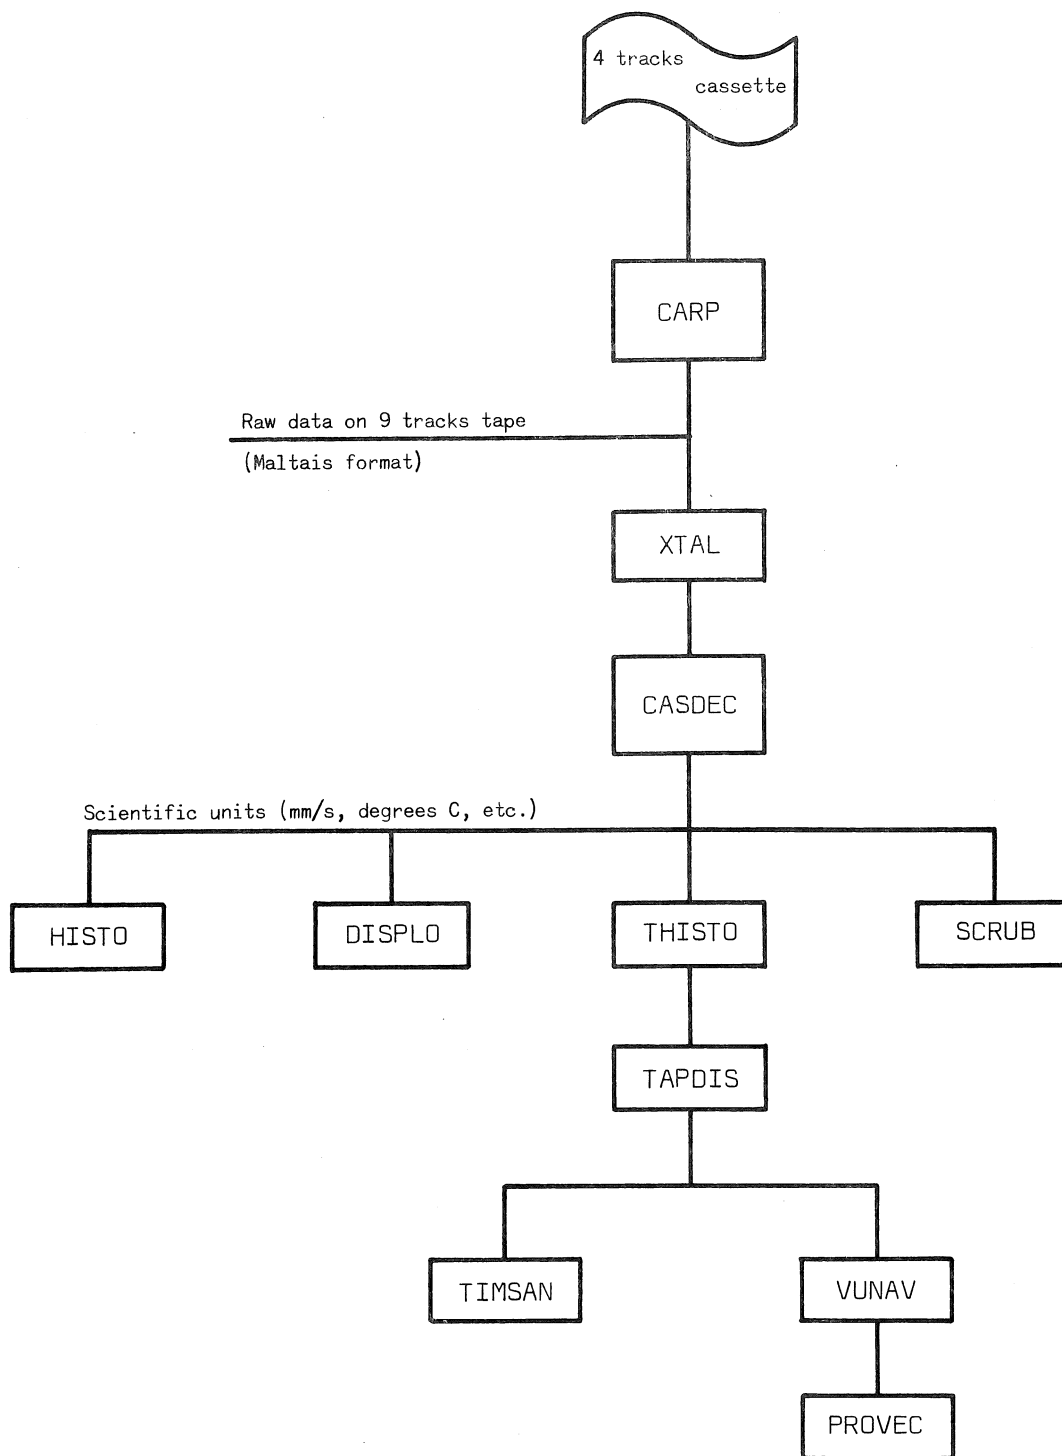 4 tracks
cassette
CARP
Raw data on 9 tracks tape
(Maltais format)
XTAL
CASDEC
Scientific units (mm/s, degrees C, etc.)
HISTO
DISPLO
THISTO
SCRUB
TAPDIS
TIMSAN
VUNAV
PROVEC